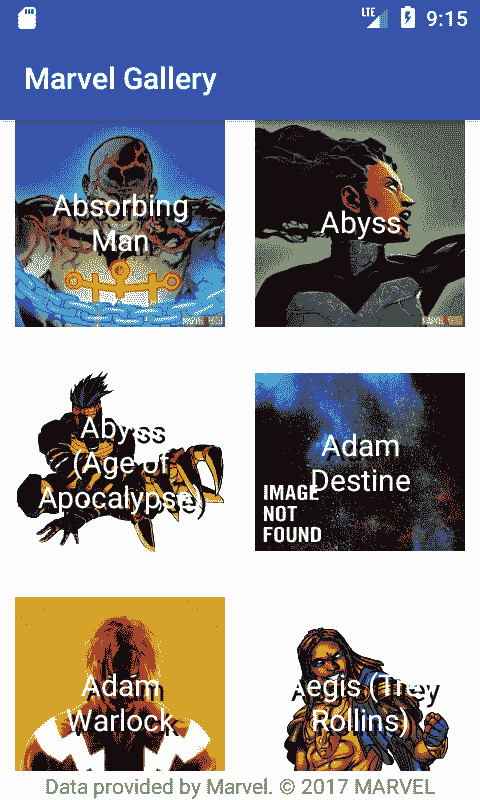 LTE 9:15
Marvel Gallery
Absorbing
Man
Abyss
Abyss
(Age of
Apocalypse)
Adam
Destine
IMAGE
NOT
FOUND
Adam
Warlock
Aegis (Trey
Rollins)
Data provided by Marvel. © 2017 MARVEL